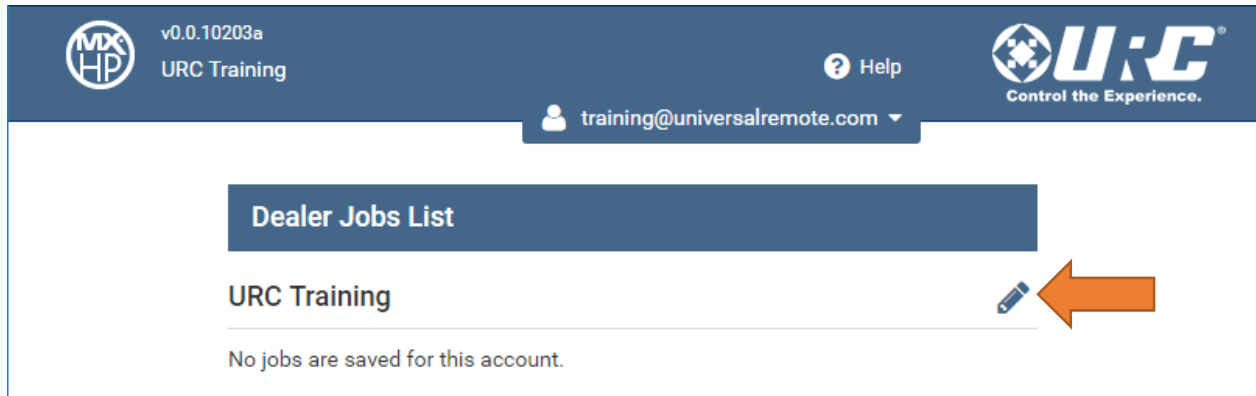 MX
HP
v0.0.10203a
URC Training
Help
URC®
Control the Experience.
training@universalremote.com
Dealer Jobs List
URC Training
No jobs are saved for this account.